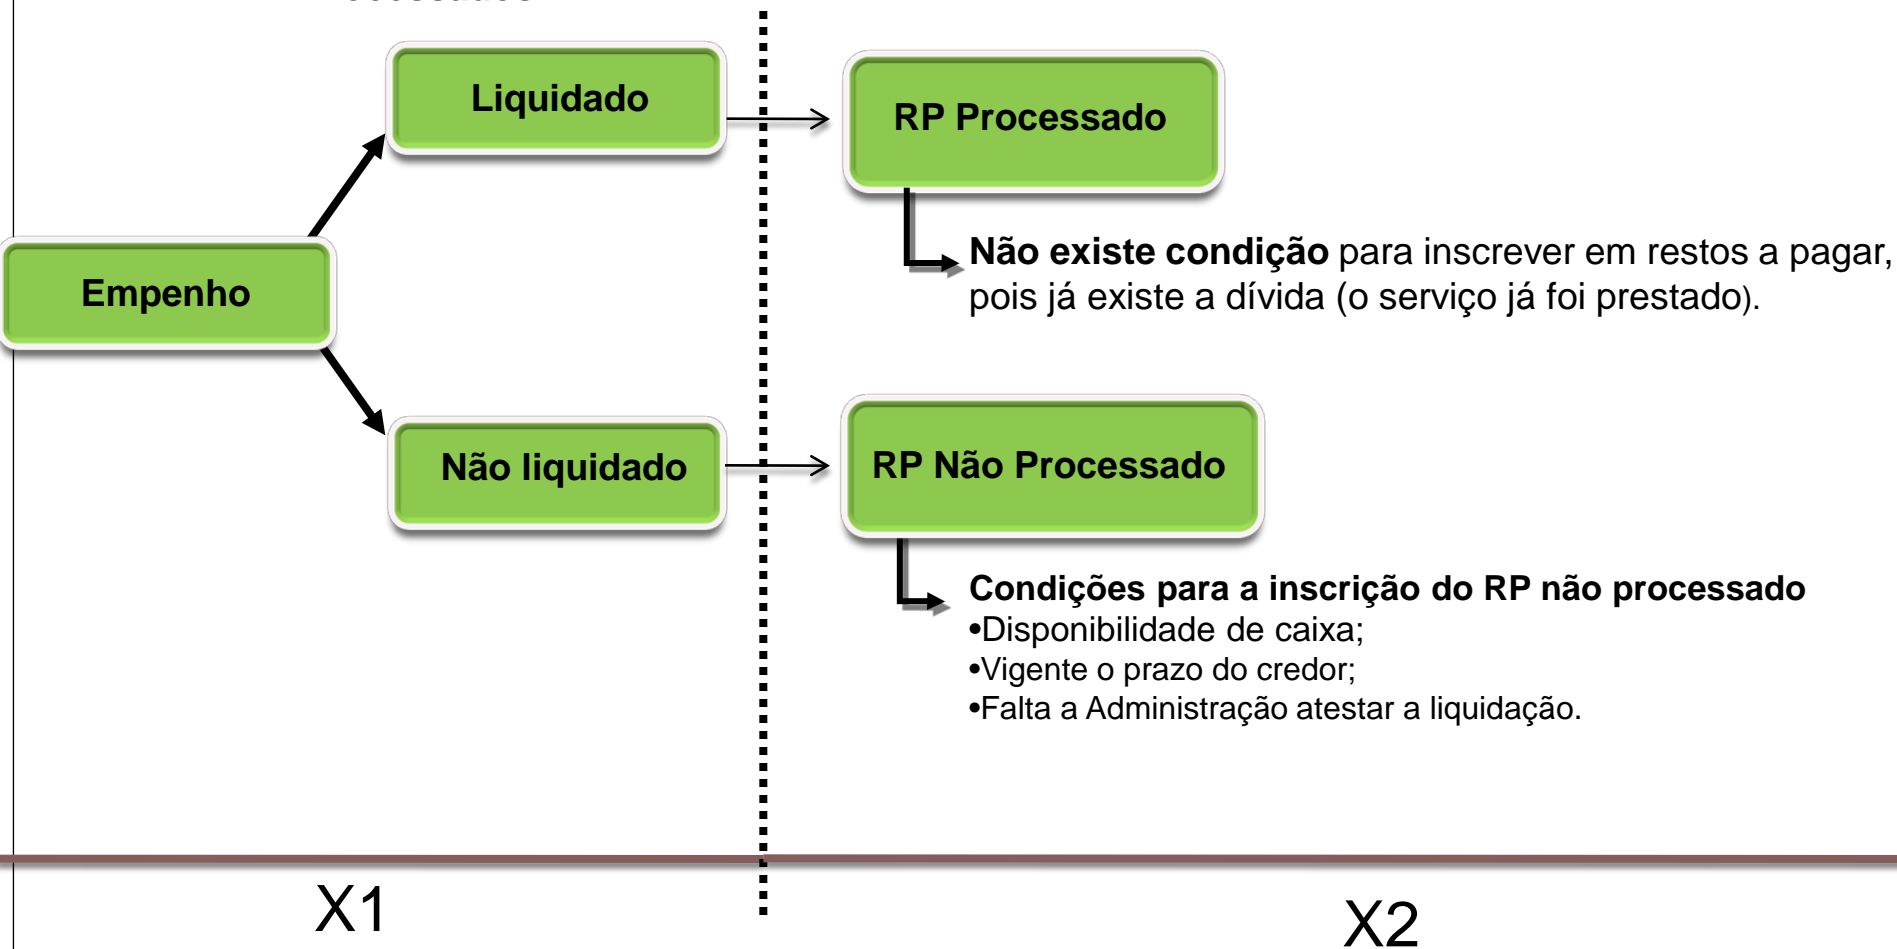 Liquidado
RP Processado
Não existe condição para inscrever em restos a pagar,
pois já existe a dívida (o serviço já foi prestado).
Empenho
Não liquidado
RP Não Processado
Condições para a inscrição do RP não processado
•Disponibilidade de caixa;
•Vigente o prazo do credor;
•Falta a Administração atestar a liquidação.
X1
X2